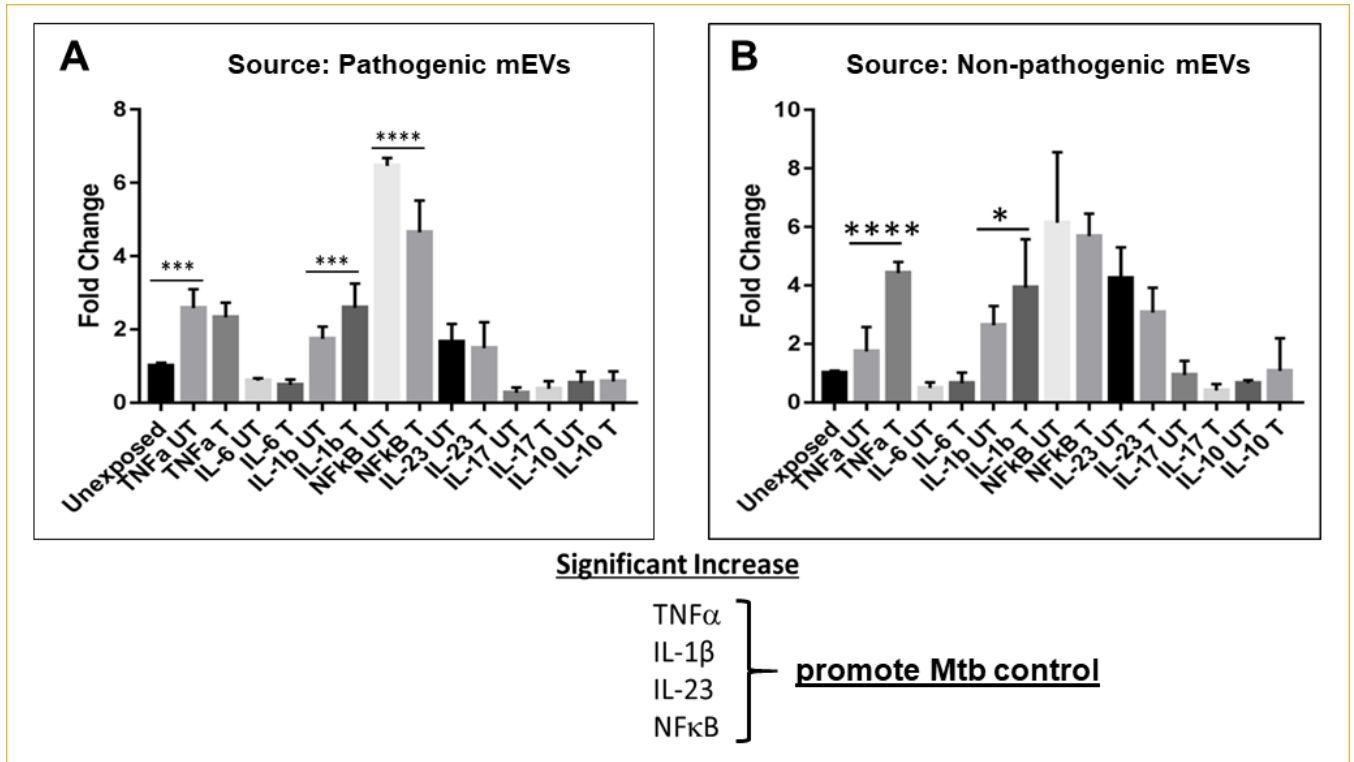 A
Source: Pathogenic mEVs
Fold Change
8
6
4
2
0
***
***
****
Unexposed
TNFa UT
TNFa T
IL-6 UT
IL-6 T
IL-1b UT
IL-1b T
NFkB UT
NFkB T
IL-23 UT
IL-23 T
IL-17 UT
IL-17 T
IL-10 UT
IL-10 T
B
Source: Non-pathogenic mEVs
Fold Change
10
8
6
4
2
0
****
*
Unexposed
TNFa UT
TNFa T
IL-6 UT
IL-6 T
IL-1b UT
IL-1b T
NFkB UT
NFkB T
IL-23 UT
IL-23 T
IL-17 UT
IL-17 T
IL-10 UT
IL-10 T
Significant Increase
TNFα
IL-1β
IL-23
NFκB
promote Mtb control